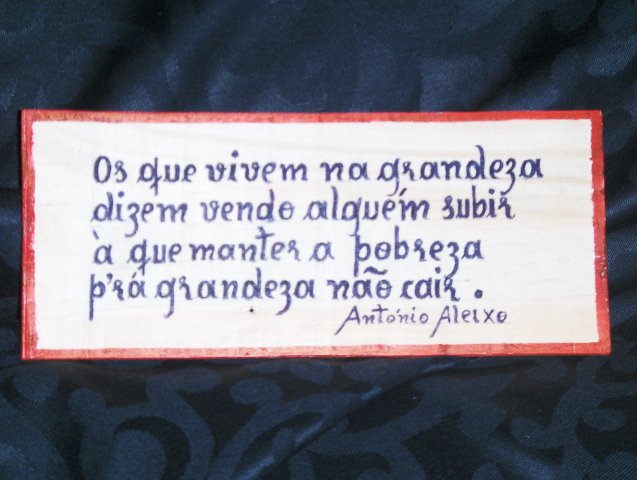 Os que vivem na grandeza
dizem vendo alguém subir
à que manter a pobreza
p'rá grandeza não cair.
António Aleixo